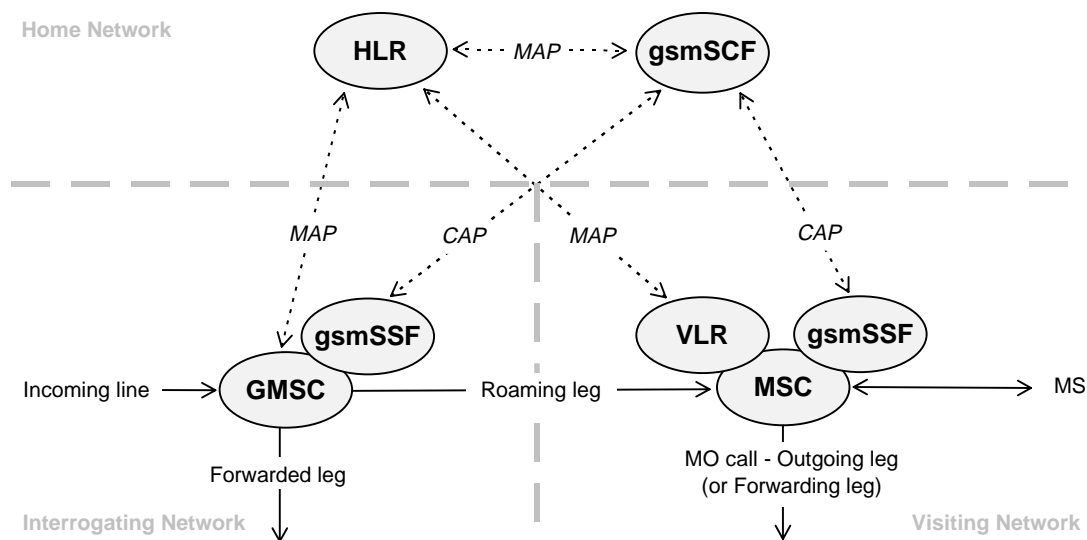 Home Network
HLR
MAP
gsmSCF
MAP
CAP
MAP
CAP
gsmSSF
VLR
gsmSSF
Incoming line
GMSC
Roaming leg
MSC
MS
Forwarded leg
MO call - Outgoing leg
(or Forwarding leg)
Interrogating Network
Visiting Network